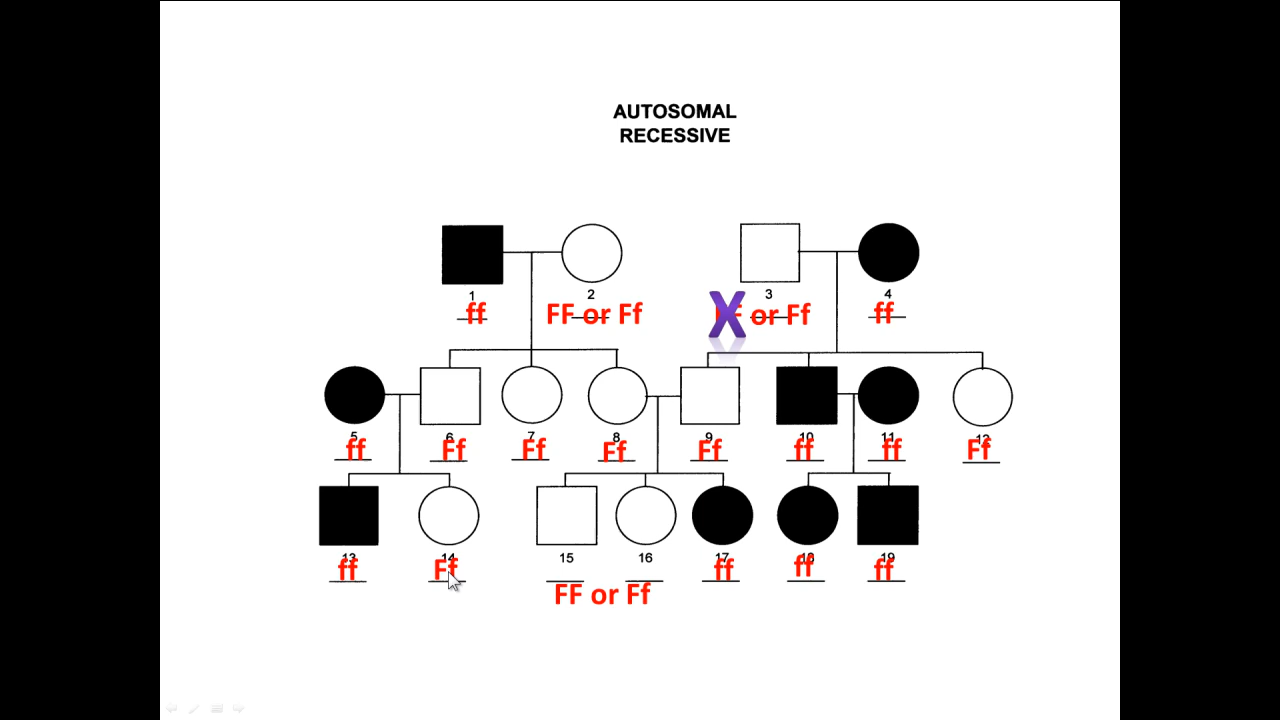 AUTOSOMAL
RECESSIVE
1 2 3 4
ff FF or Ff or Ff ff
5 6 7 8 9 10 11 12
ff Ff Ff Ff Ff ff ff Ff
13 14 15 16 17 18 19
ff Ff ff ff ff
FF or Ff